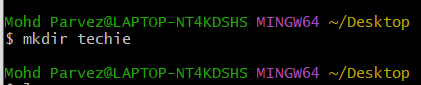 Mohd Parvez@LAPTOP-NT4KDSHS MINGW64 ~/Desktop
$ mkdir techie
Mohd Parvez@LAPTOP-NT4KDSHS MINGW64 ~/Desktop
$